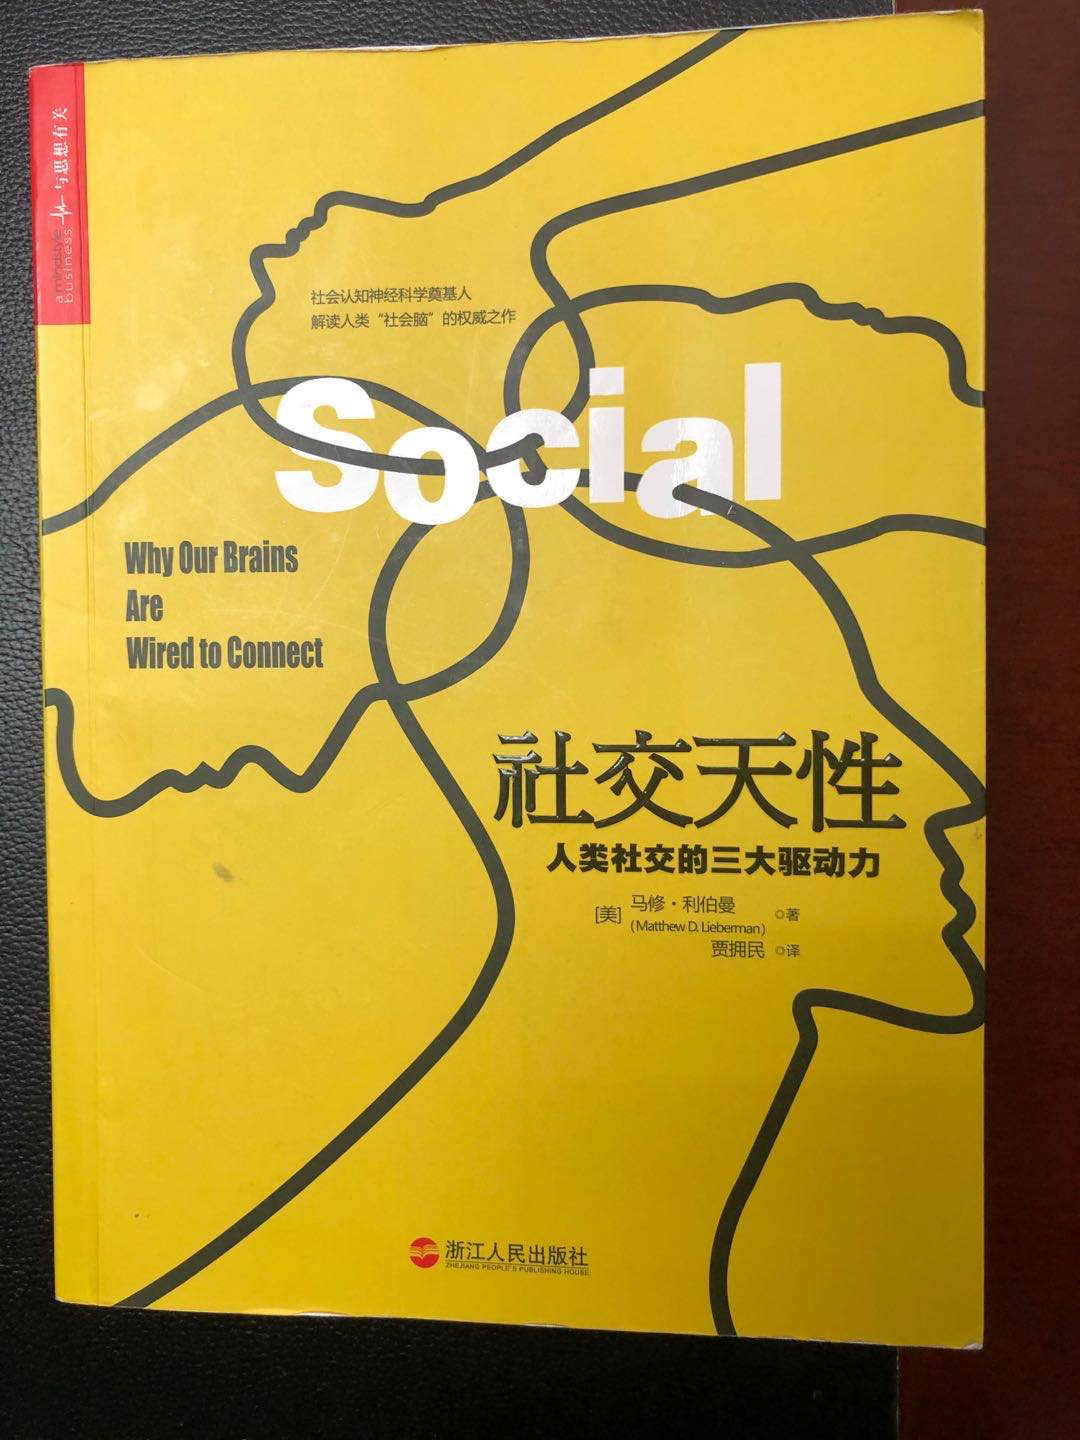 与思想有关
a mindstyle
business
社会认知神经科学奠基人
解读人类“社会脑”的权威之作
Social
Why Our Brains
Are
Wired to Connect
社交天性
人类社交的三大驱动力
[美] 马修·利伯曼 ◎著
(Matthew D. Lieberman)
贾拥民 ◎译
浙江人民出版社
ZHEJIANG PEOPLE'S PUBLISHING HOUSE